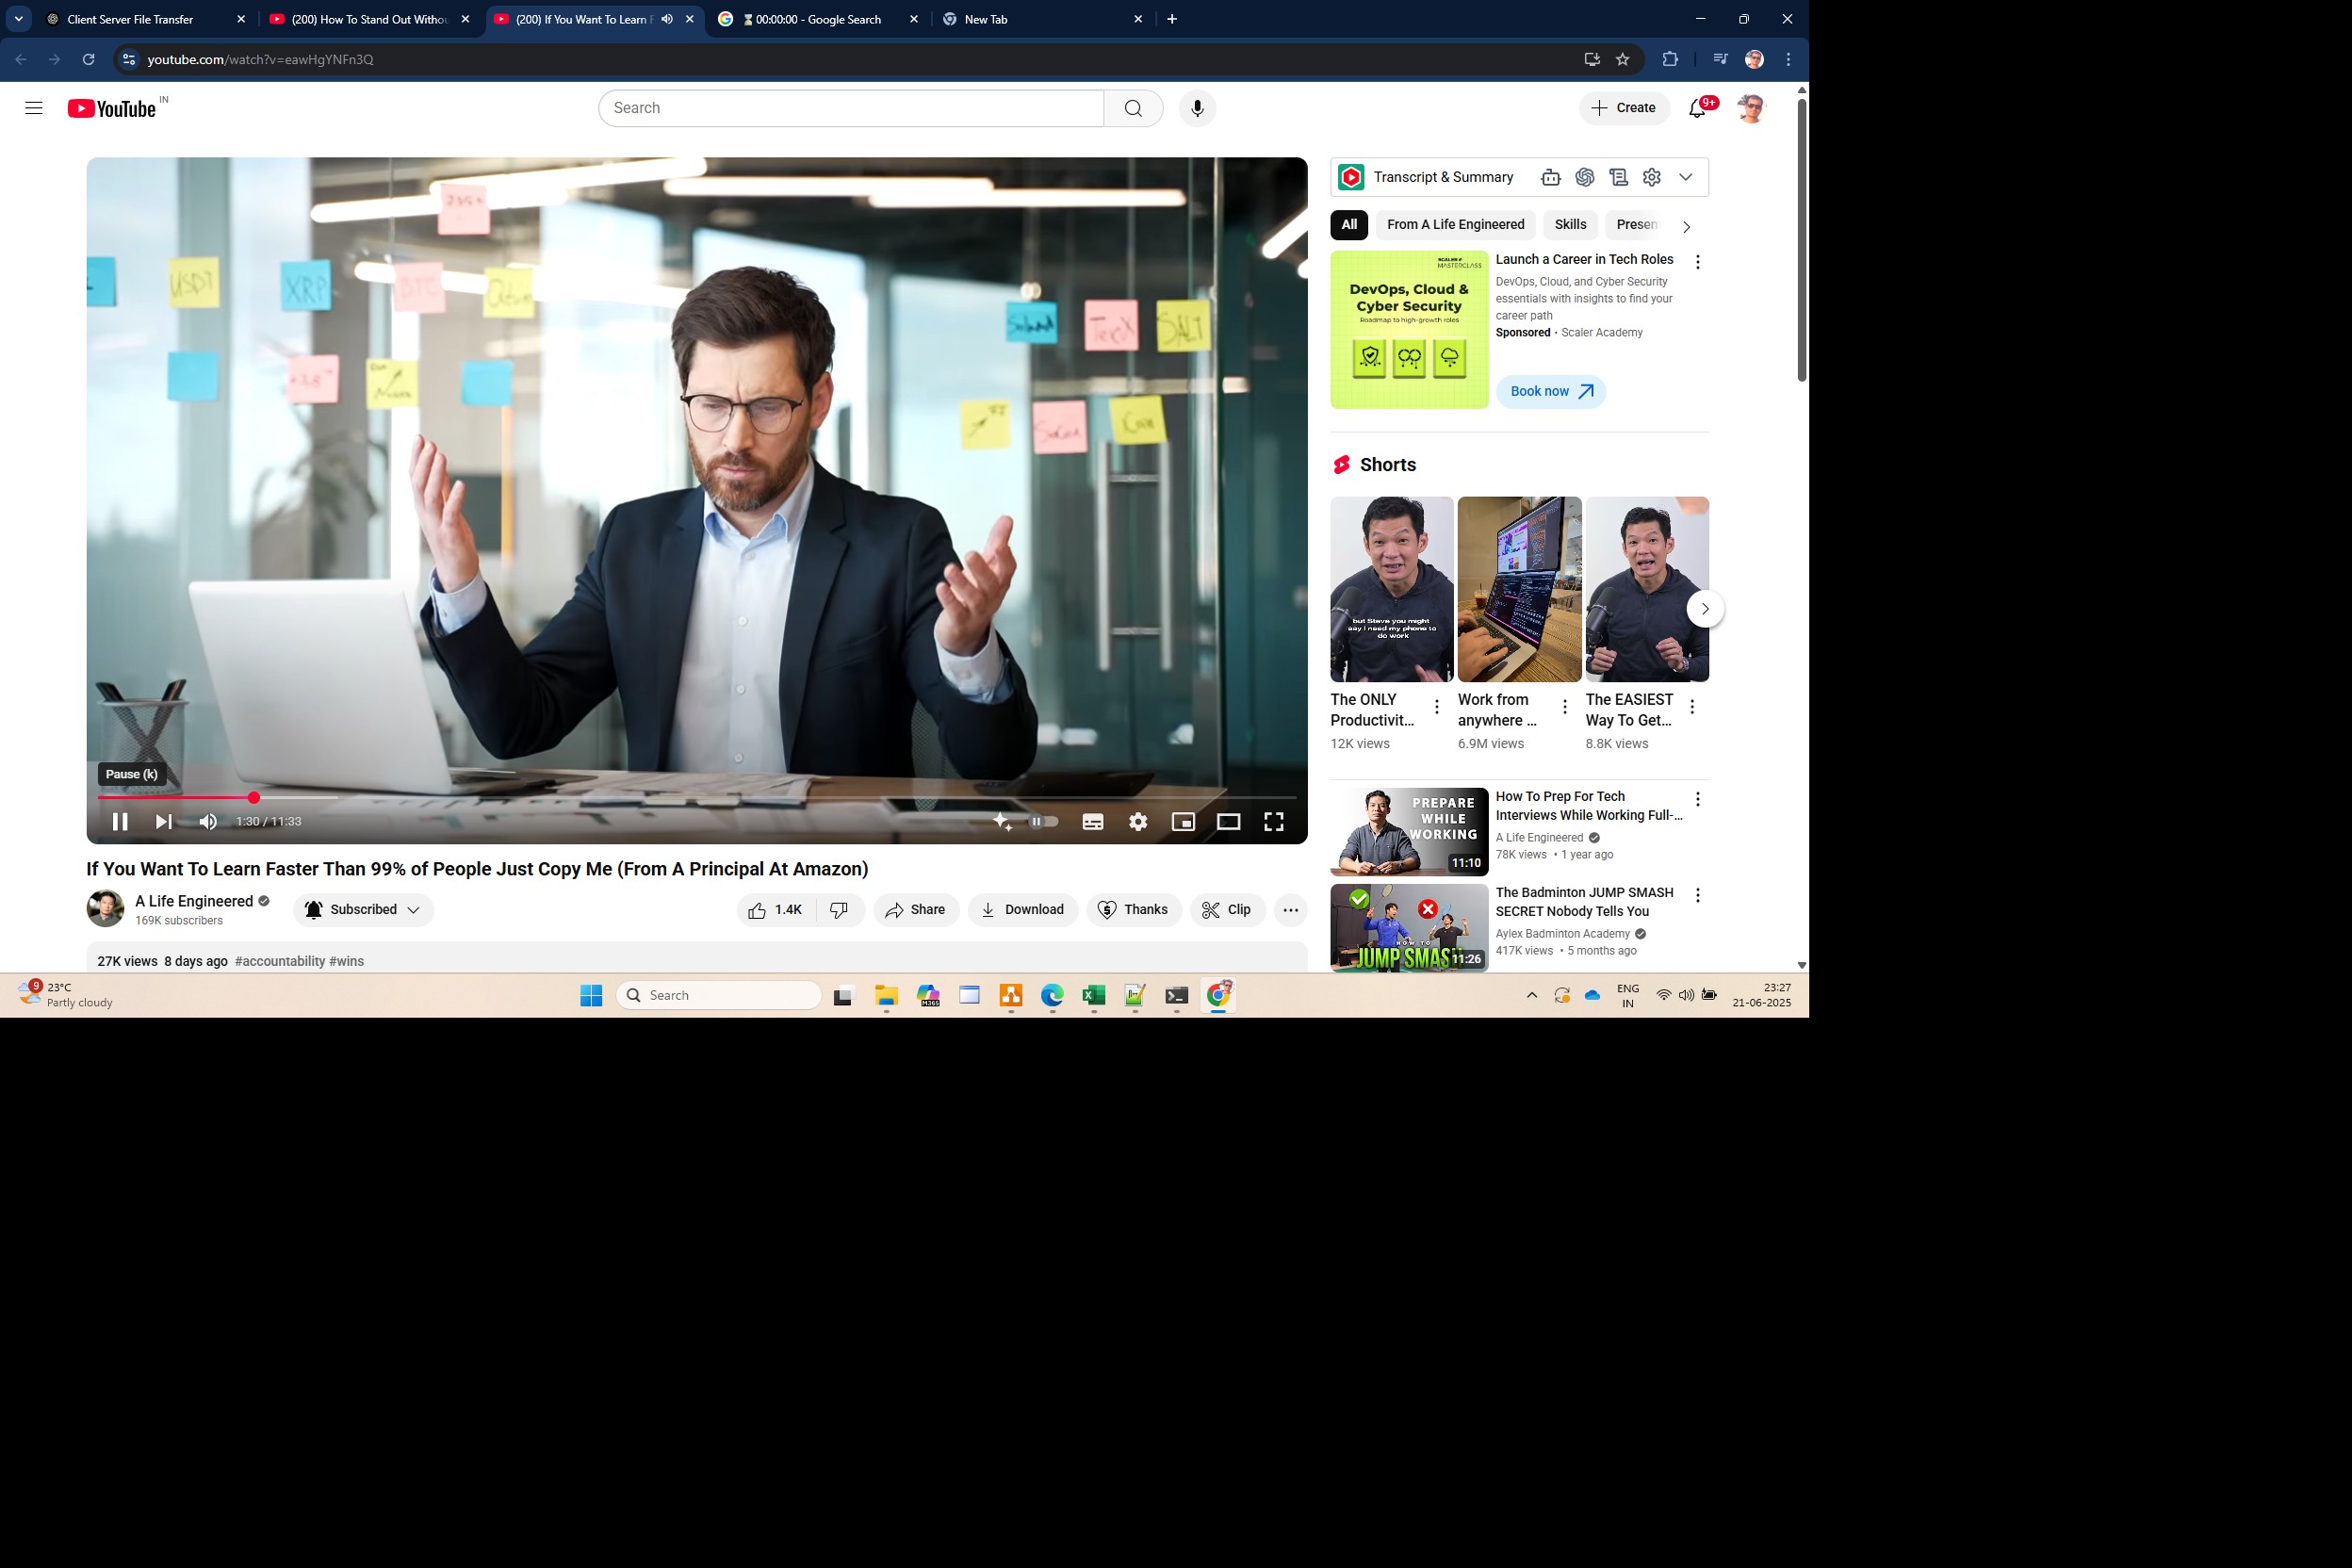 Client Server File Transfer
(200) How To Stand Out Withou
(200) If You Want To Learn F
⌛ 00:00:00 - Google Search
New Tab
youtube.com/watch?v=eawHgYNFn3Q
YouTube IN
Search
Create
9+
USDT
XRP
BTC
TerX
SALT
Pause (k)
1:30 / 11:33
If You Want To Learn Faster Than 99% of People Just Copy Me (From A Principal At Amazon)
A Life Engineered
169K subscribers
Subscribed
1.4K
Share
Download
Thanks
Clip
27K views 8 days ago #accountability #wins
Transcript & Summary
All
From A Life Engineered
Skills
Presen
SCALER
MASTERCLASS
DevOps, Cloud &
Cyber Security
Roadmap to high-growth roles
Launch a Career in Tech Roles
DevOps, Cloud, and Cyber Security
essentials with insights to find your
career path
Sponsored • Scaler Academy
Book now
Shorts
but Steve you might
say I need my phone to
do work
The ONLY
Productivit...
12K views
Work from
anywhere ...
6.9M views
The EASIEST
Way To Get...
8.8K views
PREPARE
WHILE
WORKING
11:10
How To Prep For Tech
Interviews While Working Full-...
A Life Engineered
78K views • 1 year ago
HOW TO
JUMP SMASH
11:26
The Badminton JUMP SMASH
SECRET Nobody Tells You
Aylex Badminton Academy
417K views • 5 months ago
9
23°C
Partly cloudy
Search
M365
ENG
IN
23:27
21-06-2025